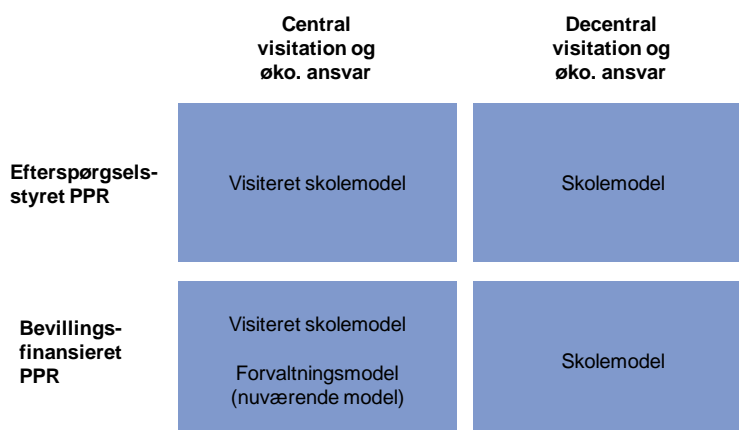 Central
visitation og
øko. ansvar
Decentral
visitation og
øko. ansvar
Efterspørgsels-
styret PPR
Visiteret skolemodel
Skolemodel
Bevillings-
finansieret
PPR
Visiteret skolemodel
Forvaltningsmodel
(nuværende model)
Skolemodel